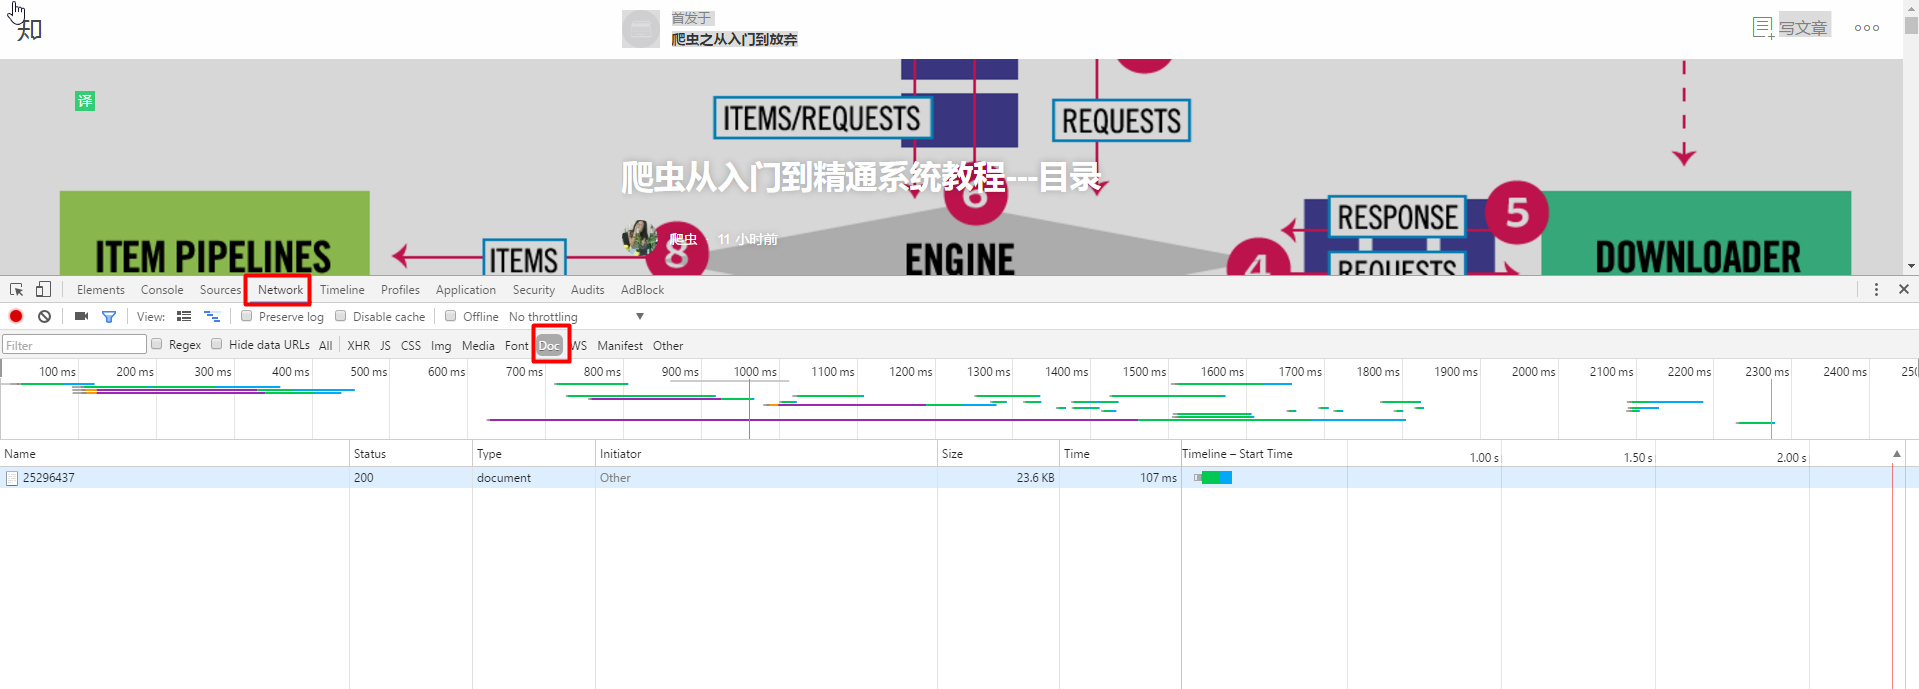 知
首发于
爬虫之从入门到放弃
写文章
译
ITEMS/REQUESTS
REQUESTS
爬虫从入门到精通系统教程---目录
6
RESPONSE
5
爬虫 · 11 小时前
8
ITEM PIPELINES
ITEMS
ENGINE
4
REQUESTS
DOWNLOADER
Elements Console Sources Network Timeline Profiles Application Security Audits AdBlock
View: Preserve log Disable cache Offline No throttling
Filter Regex Hide data URLs All XHR JS CSS Img Media Font Doc WS Manifest Other
100 ms 200 ms 300 ms 400 ms 500 ms 600 ms 700 ms 800 ms 900 ms 1000 ms 1100 ms 1200 ms 1300 ms 1400 ms 1500 ms 1600 ms 1700 ms 1800 ms 1900 ms 2000 ms 2100 ms 2200 ms 2300 ms 2400 ms
Name Status Type Initiator Size Time Timeline – Start Time 1.00 s 1.50 s 2.00 s
25296437 200 document Other 23.6 KB 107 ms